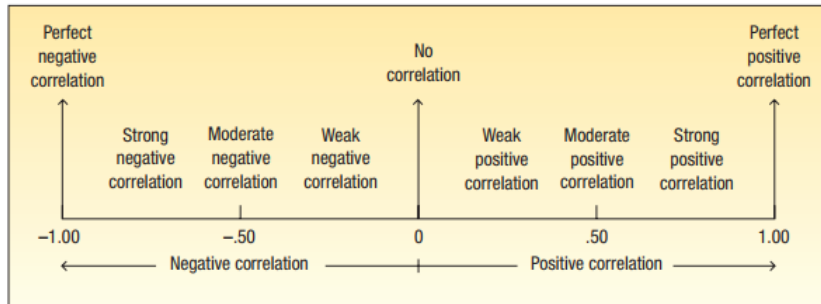 Perfect
negative
correlation
No
correlation
Perfect
positive
correlation
Strong
negative
correlation
Moderate
negative
correlation
Weak
negative
correlation
Weak
positive
correlation
Moderate
positive
correlation
Strong
positive
correlation
–1.00
–.50
0
.50
1.00
Negative correlation
Positive correlation